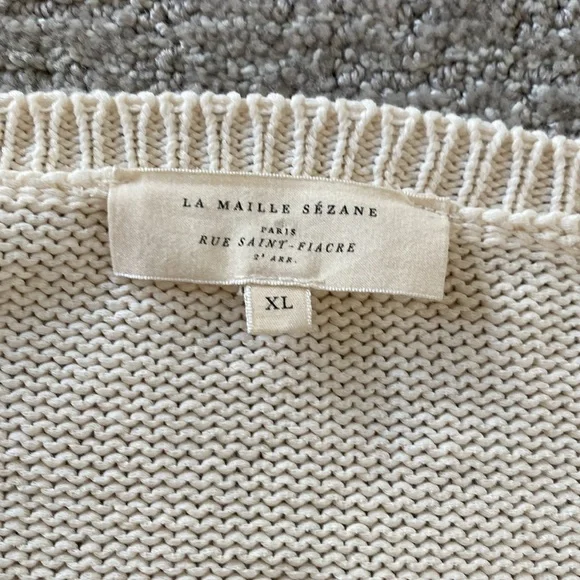 LA MAILLE SÉZANE
PARIS
RUE SAINT-FIACRE
2e ARR.
XL